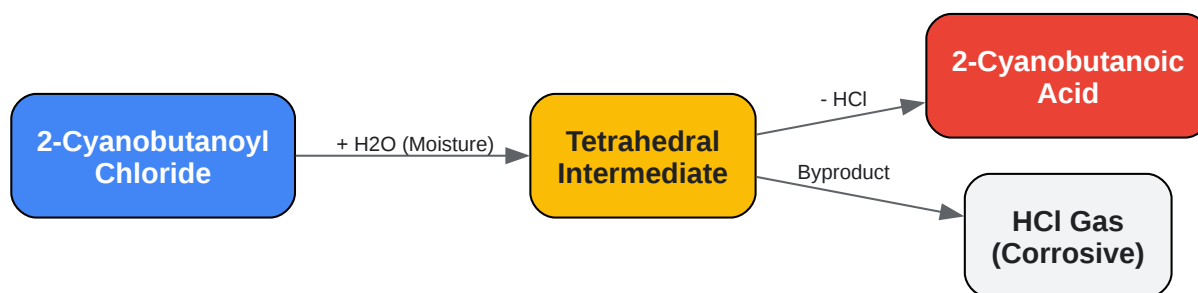 2-Cyanobutanoyl
Chloride
+ H2O (Moisture)
Tetrahedral
Intermediate
- HCl
2-Cyanobutanoic
Acid
Byproduct
HCl Gas
(Corrosive)